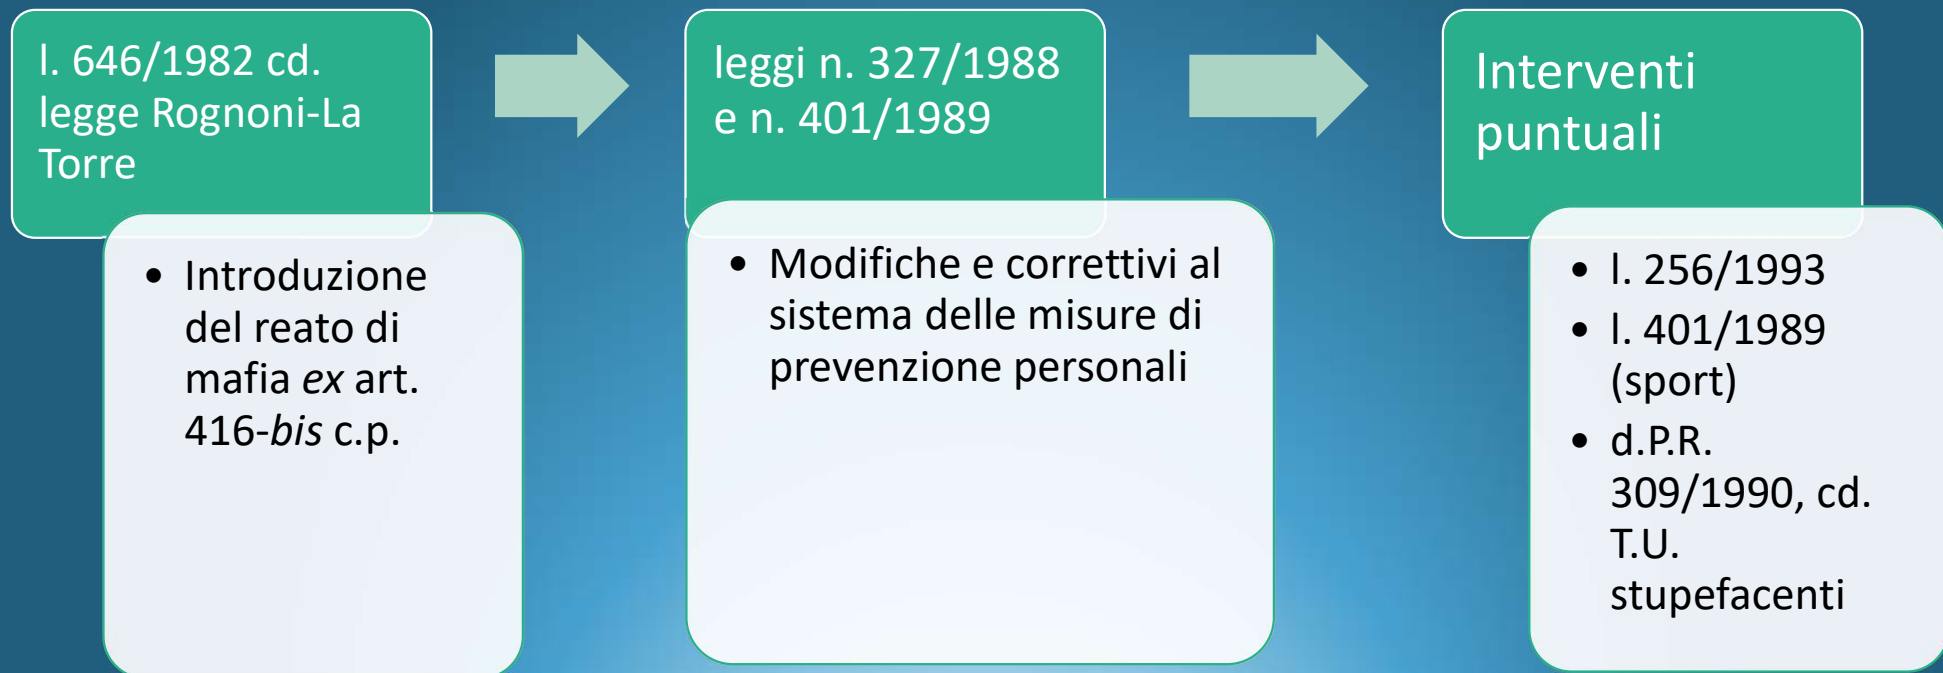 l. 646/1982 cd.
legge Rognoni-La
Torre
• Introduzione
del reato di
mafia ex art.
416-bis c.p.
leggi n. 327/1988
e n. 401/1989
• Modifiche e correttivi al
sistema delle misure di
prevenzione personali
Interventi
puntuali
• l. 256/1993
• l. 401/1989
(sport)
• d.P.R.
309/1990, cd.
T.U.
stupefacenti